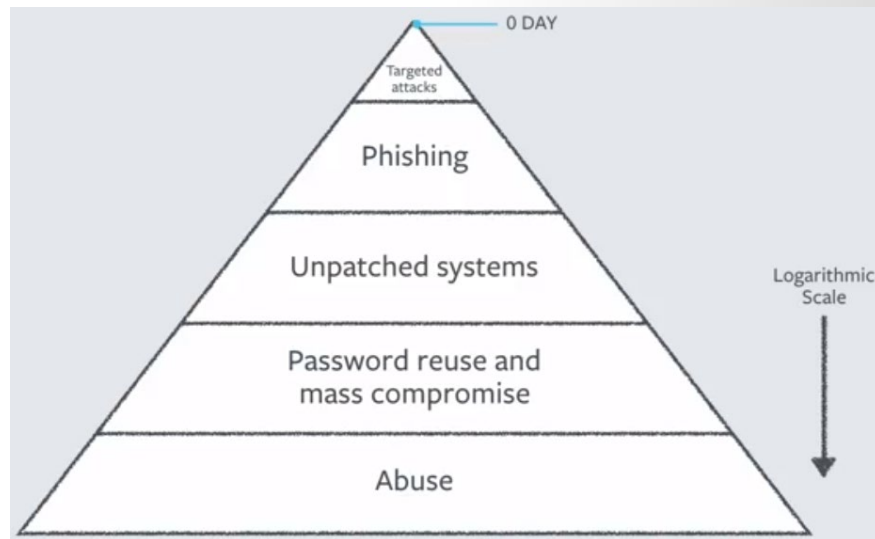 0 DAY
Targeted
attacks
Phishing
Unpatched systems
Logarithmic
Scale
Password reuse and
mass compromise
Abuse